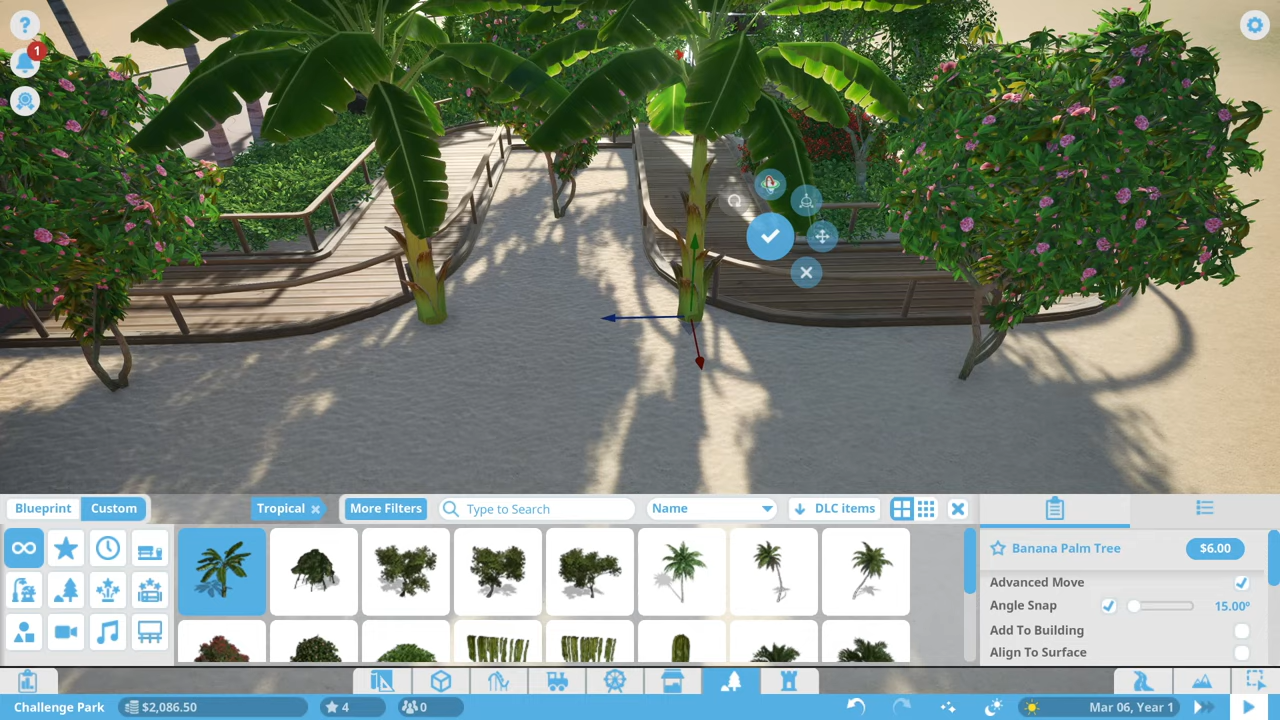 ?
1
Blueprint Custom Tropical × More Filters Type to Search Name DLC items
Banana Palm Tree $6.00
Advanced Move
Angle Snap 15.00°
Add To Building
Align To Surface
Challenge Park $2,086.50 4 0 Mar 06, Year 1